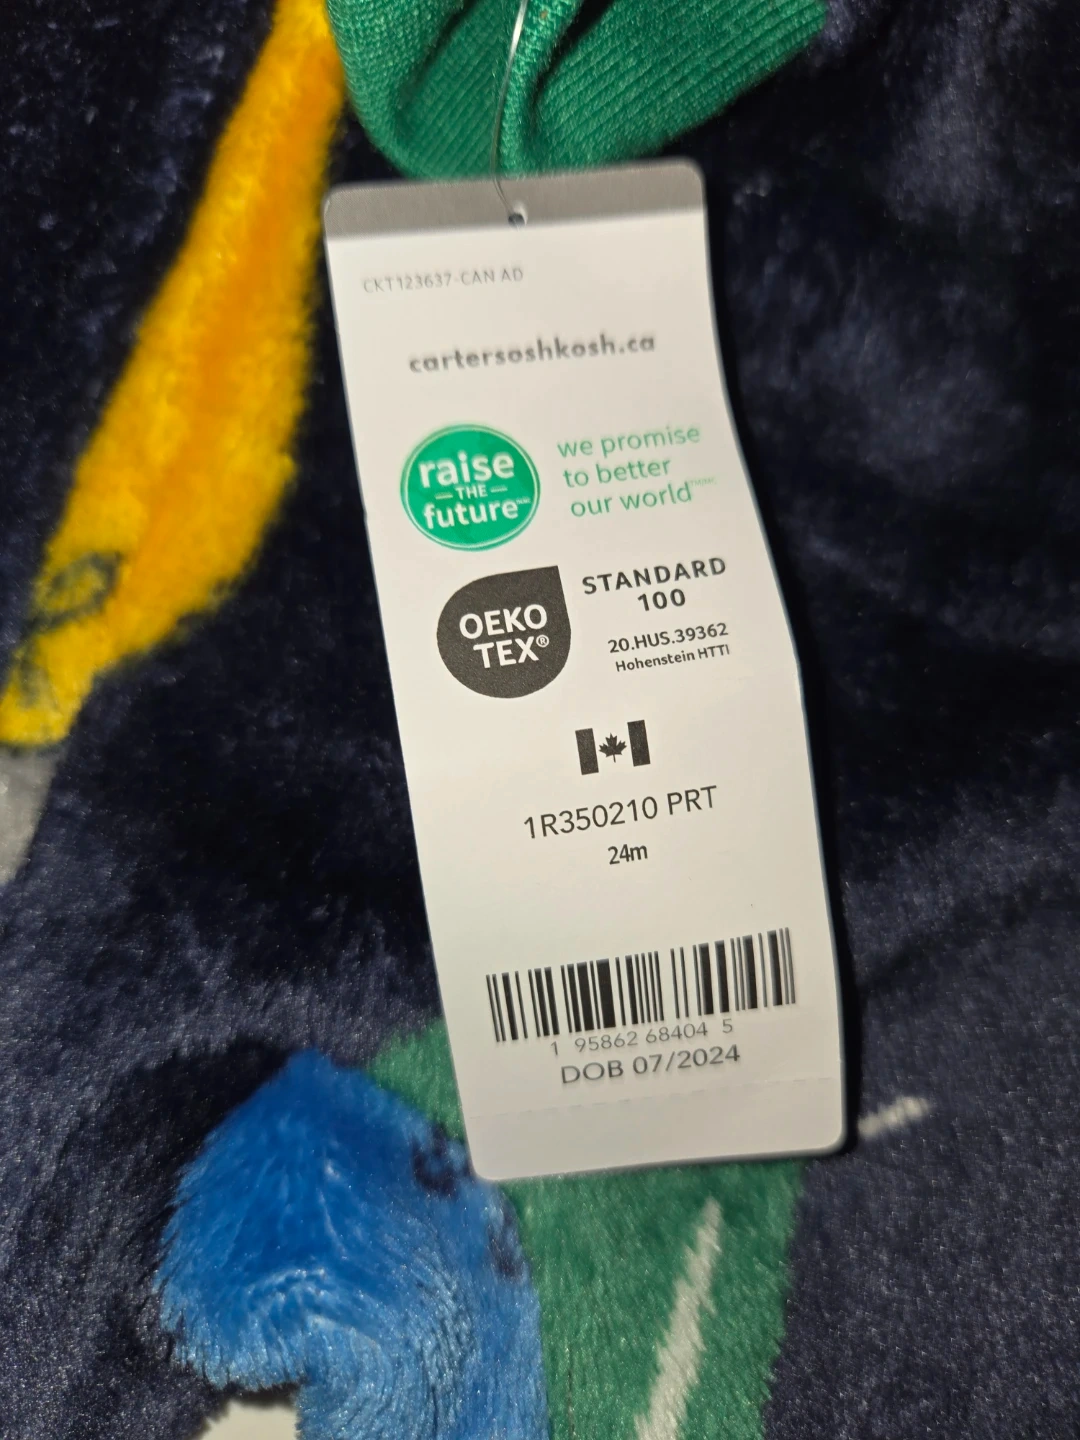 CKT123637-CAN AD
cartersoshkosh.ca
raise
THE
future
we promise
to better
our world
OEKO
TEX®
STANDARD
100
20.HUS.39362
Hohenstein HTTI
1R350210 PRT
24m
1 95862 68404 5
DOB 07/2024